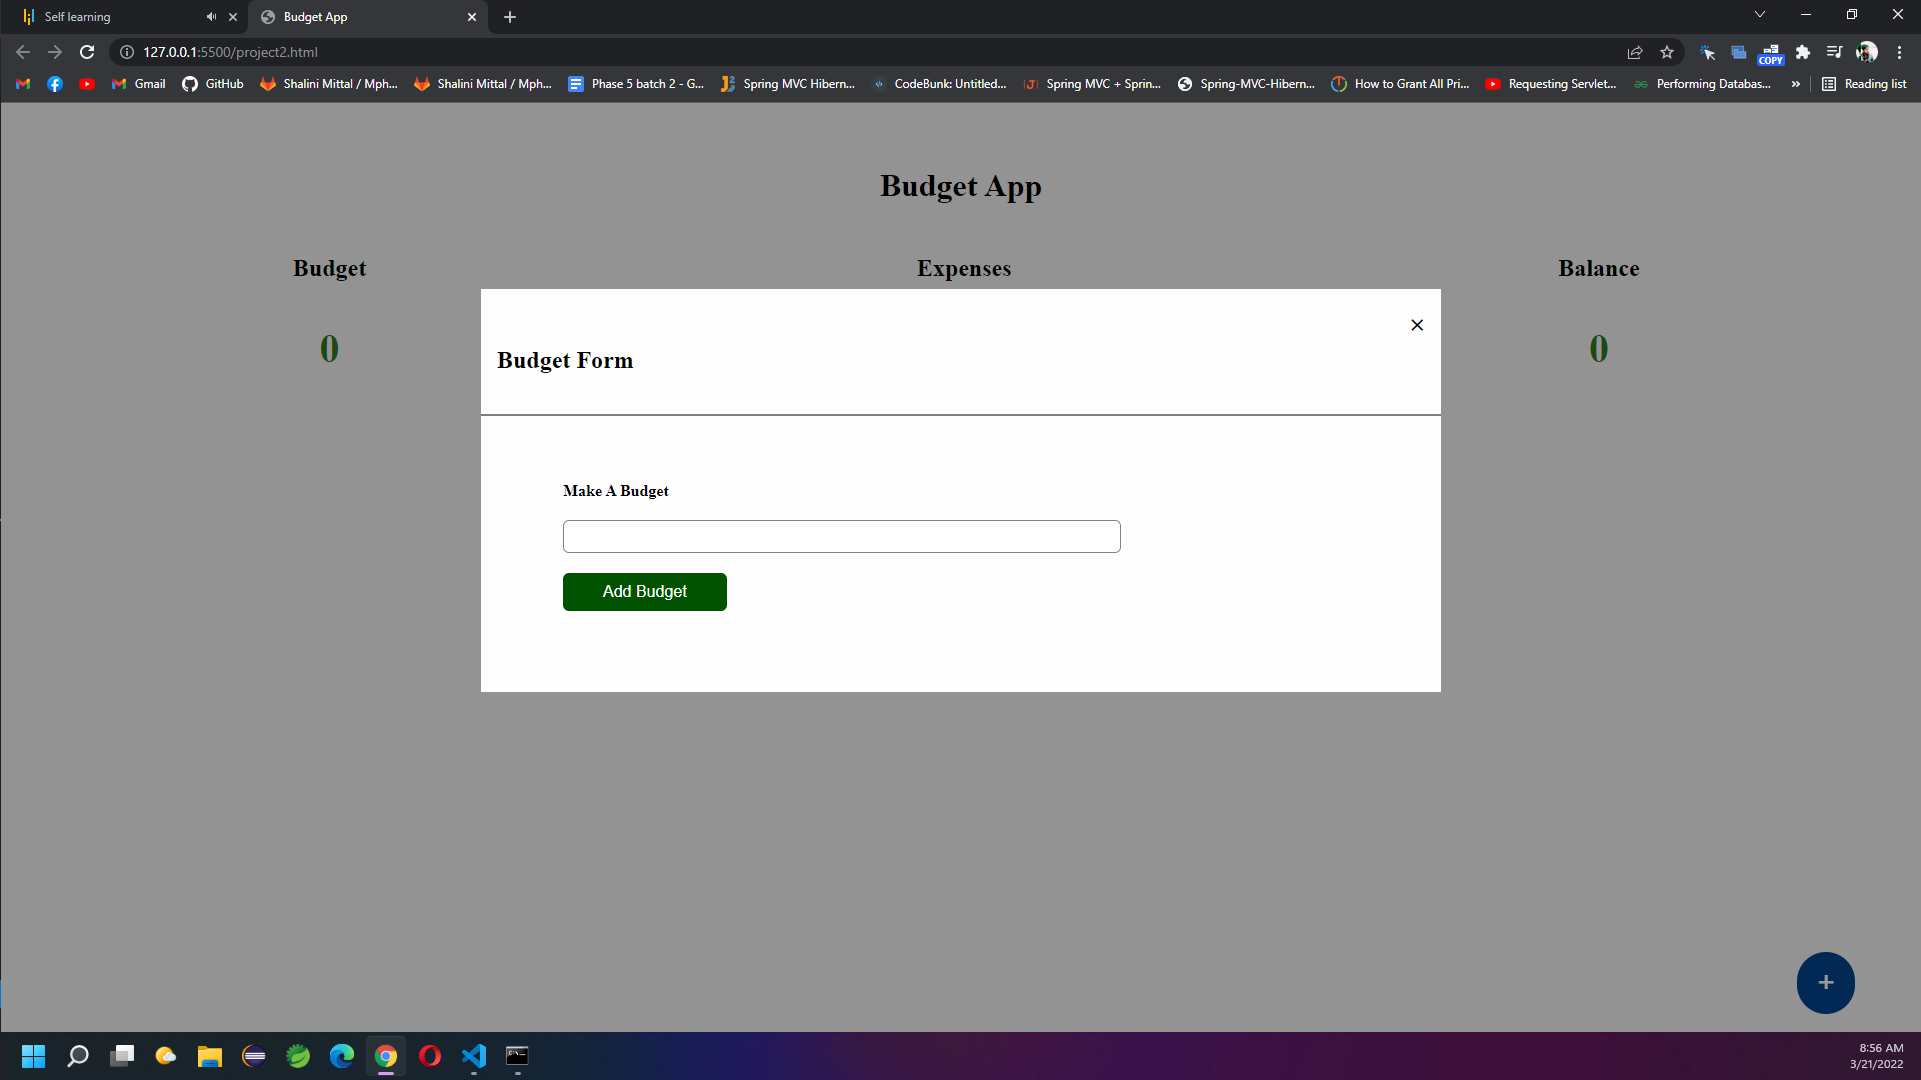 Self learning
Budget App
127.0.0.1:5500/project2.html
COPY
Gmail
GitHub
Shalini Mittal / Mph...
Shalini Mittal / Mph...
Phase 5 batch 2 - G...
Spring MVC Hibern...
CodeBunk: Untitled...
Spring MVC + Sprin...
Spring-MVC-Hibern...
How to Grant All Pri...
Requesting Servlet...
Performing Databas...
»
Reading list
Budget App
Budget
Expenses
Balance
0
0
×
Budget Form
Make A Budget
Add Budget
+
8:56 AM
3/21/2022